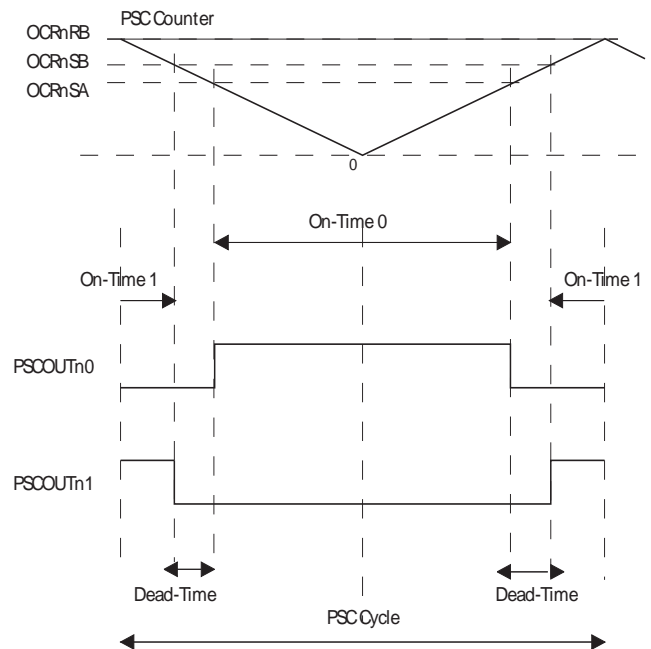 PSC Counter
OCRnRB
OCRnSB
OCRnSA
0
On-Time 0
On-Time 1
On-Time 1
PSCOUTn0
PSCOUTn1
Dead-Time
Dead-Time
PSC Cycle